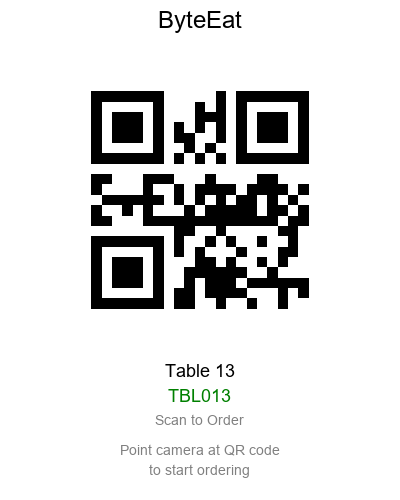 ByteEat
Table 13
TBL013
Scan to Order
Point camera at QR code
to start ordering